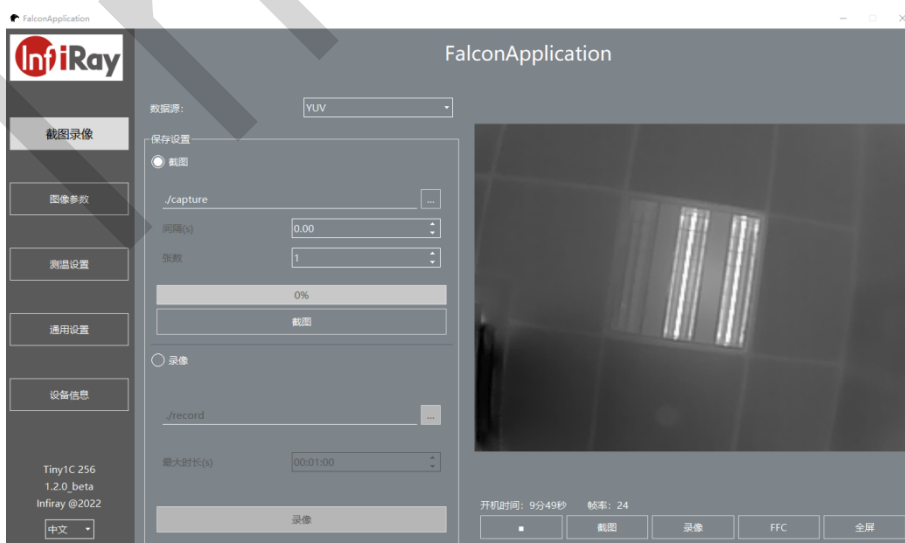 FalconApplication
InfiRay
FalconApplication
数据源:
YUV
截图录像
保存设置
截图
图像参数
./capture
...
间隔(s)
0.00
测温设置
张数
1
0%
通用设置
截图
录像
设备信息
./record
...
最大时长(s)
00:01:00
Tiny1C 256
1.2.0_beta
Infiray @2022
中文
录像
开机时间: 9分49秒 帧率: 24
截图
录像
FFC
全屏